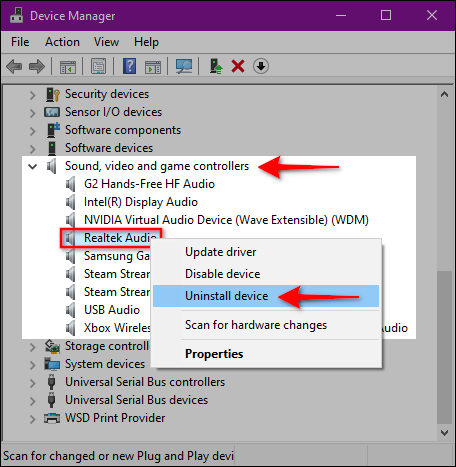 Device Manager
File Action View Help
Security devices
Sensor I/O devices
Software components
Software devices
Sound, video and game controllers
G2 Hands-Free HF Audio
Intel(R) Display Audio
NVIDIA Virtual Audio Device (Wave Extensible) (WDM)
Realtek Audio
Update driver
Samsung Ga
Disable device
Steam Stream
Steam Stream
Uninstall device
USB Audio
Xbox Wireless
Scan for hardware changes
Audio
Storage controll
Properties
System devices
Universal Serial Bus controllers
Universal Serial Bus devices
WSD Print Provider
Scan for changed or new Plug and Play devi